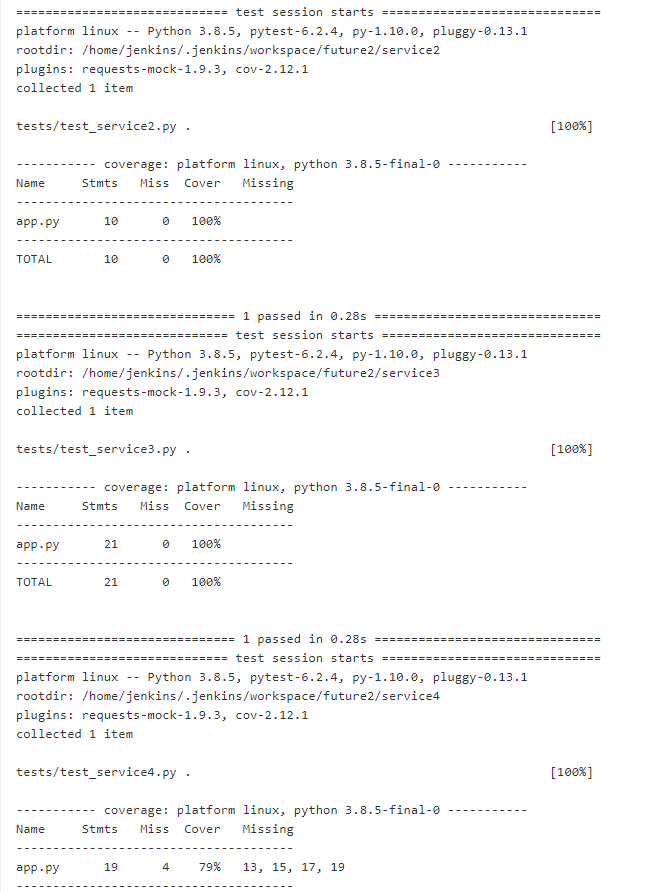 ============================= test session starts ==============================
platform linux -- Python 3.8.5, pytest-6.2.4, py-1.10.0, pluggy-0.13.1
rootdir: /home/jenkins/.jenkins/workspace/future2/service2
plugins: requests-mock-1.9.3, cov-2.12.1
collected 1 item
tests/test_service2.py .                                                 [100%]
----------- coverage: platform linux, python 3.8.5-final-0 -----------
Name     Stmts   Miss  Cover   Missing
--------------------------------------
app.py      10      0   100%
--------------------------------------
TOTAL       10      0   100%
============================== 1 passed in 0.28s ===============================
============================= test session starts ==============================
platform linux -- Python 3.8.5, pytest-6.2.4, py-1.10.0, pluggy-0.13.1
rootdir: /home/jenkins/.jenkins/workspace/future2/service3
plugins: requests-mock-1.9.3, cov-2.12.1
collected 1 item
tests/test_service3.py .                                                 [100%]
----------- coverage: platform linux, python 3.8.5-final-0 -----------
Name     Stmts   Miss  Cover   Missing
--------------------------------------
app.py      21      0   100%
--------------------------------------
TOTAL       21      0   100%
============================== 1 passed in 0.28s ===============================
============================= test session starts ==============================
platform linux -- Python 3.8.5, pytest-6.2.4, py-1.10.0, pluggy-0.13.1
rootdir: /home/jenkins/.jenkins/workspace/future2/service4
plugins: requests-mock-1.9.3, cov-2.12.1
collected 1 item
tests/test_service4.py .                                                 [100%]
----------- coverage: platform linux, python 3.8.5-final-0 -----------
Name     Stmts   Miss  Cover   Missing
--------------------------------------
app.py      19      4    79%   13, 15, 17, 19
--------------------------------------